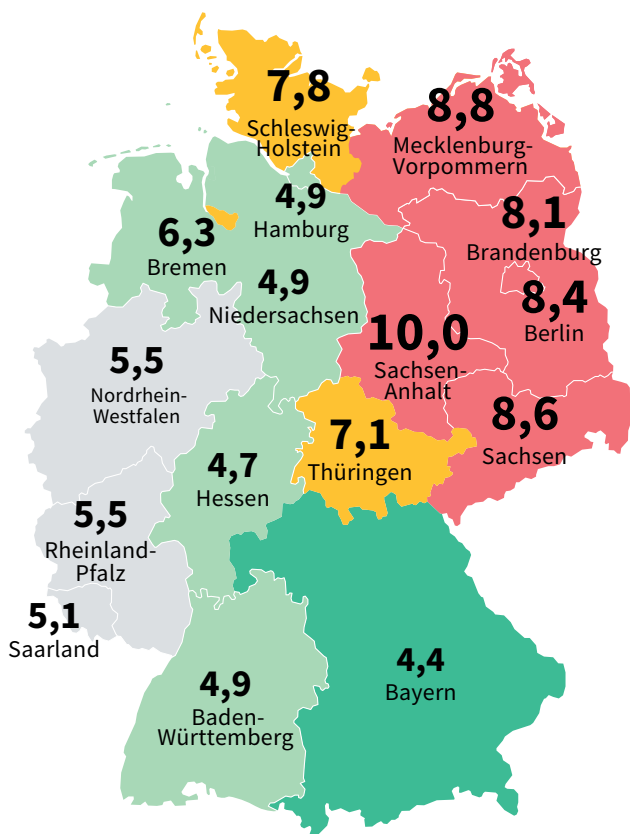 7,8
Schleswig-
Holstein
8,8
Mecklenburg-
Vorpommern
4,9
Hamburg
6,3
Bremen
8,1
Brandenburg
4,9
Niedersachsen
8,4
Berlin
10,0
Sachsen-
Anhalt
5,5
Nordrhein-
Westfalen
8,6
Sachsen
7,1
Thüringen
4,7
Hessen
5,5
Rheinland-
Pfalz
5,1
Saarland
4,4
Bayern
4,9
Baden-
Württemberg